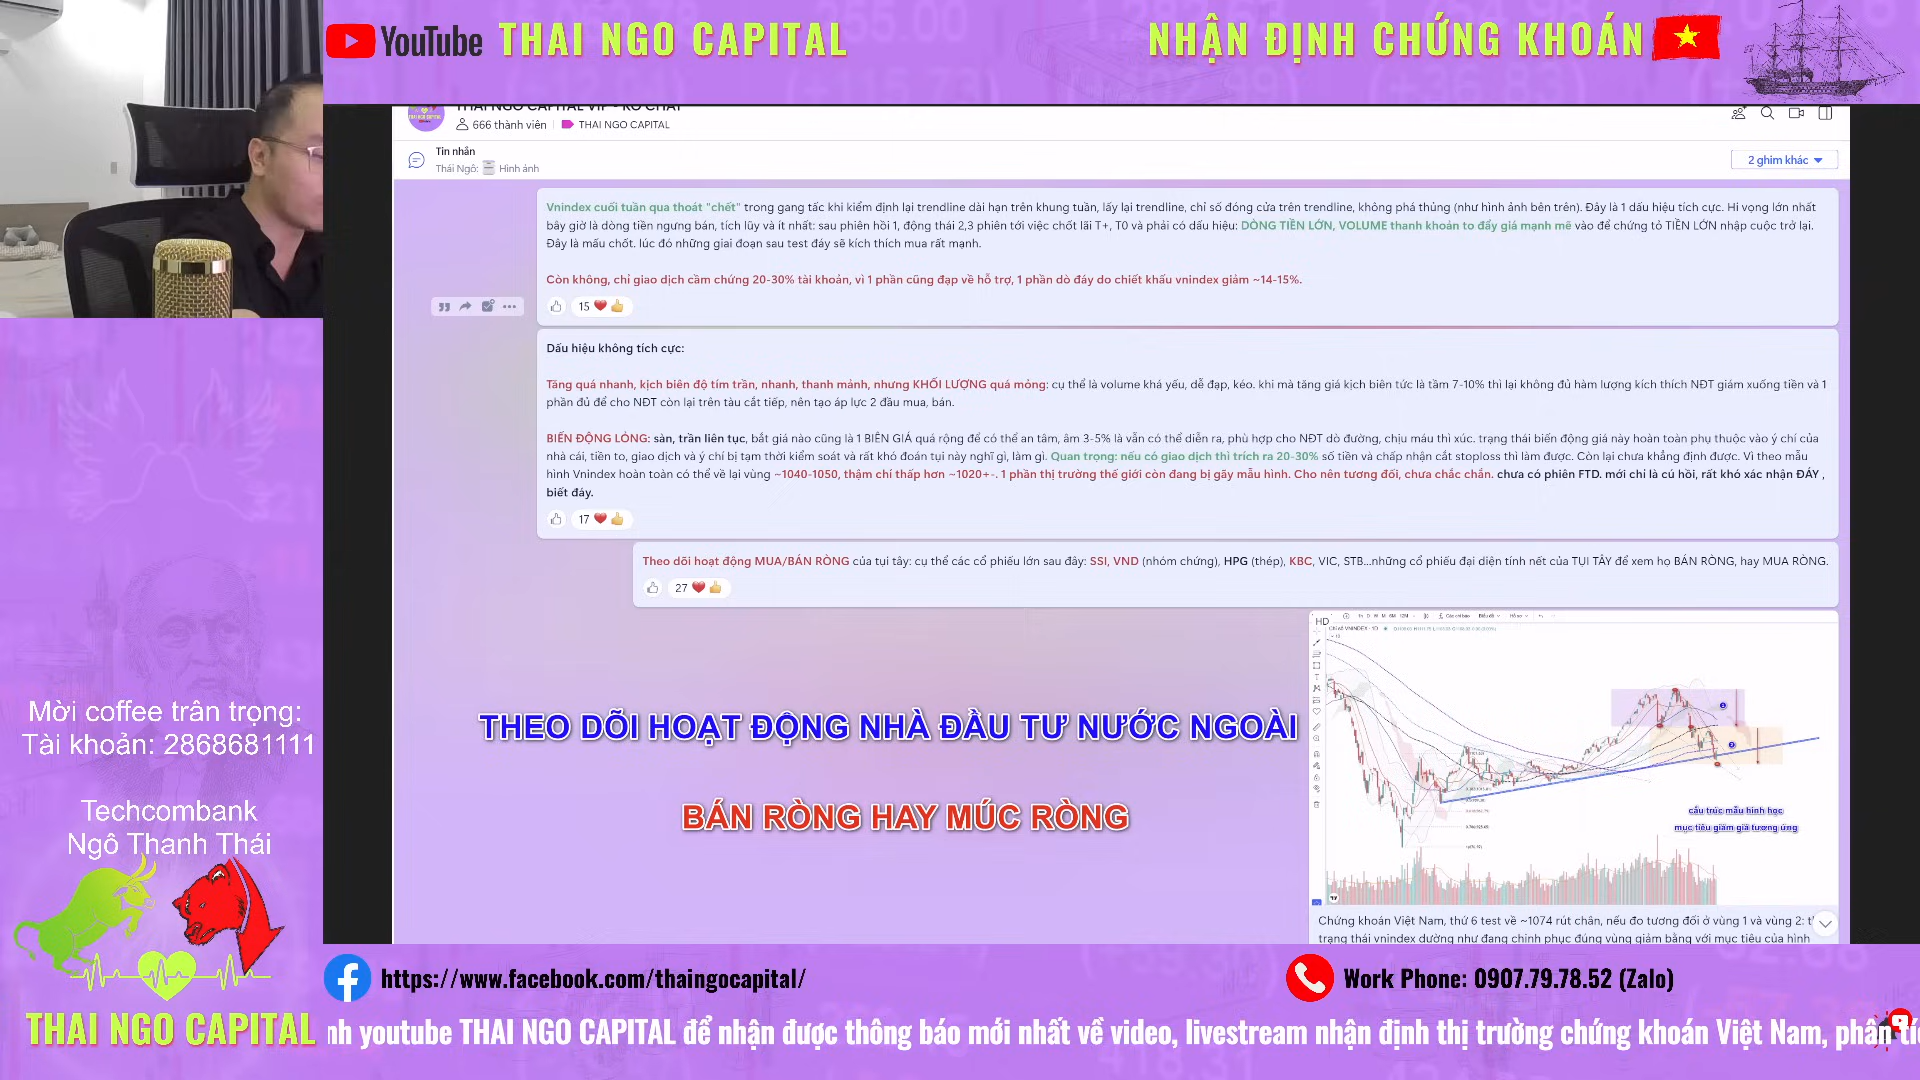 YouTube THAI NGO CAPITAL
NHẬN ĐỊNH CHỨNG KHOÁN
THAI NGO CAPITAL VIP - RO CHAT
666 thành viên
THAI NGO CAPITAL
Tin nhắn
Thái Ngô: Hình ảnh
2 ghim khác
Vnindex cuối tuần qua thoát "chết" trong gang tấc khi kiểm định lại trendline dài hạn trên khung tuần, lấy lại trendline, chỉ số đóng cửa trên trendline, không phá thủng (như hình ảnh bên trên). Đây là 1 dấu hiệu tích cực. Hi vọng lớn nhất
bây giờ là dòng tiền ngưng bán, tích lũy và ít nhất: sau phiên hồi 1, động thái 2,3 phiên tới việc chốt lãi T+, T0 và phải có dấu hiệu: DÒNG TIỀN LỚN, VOLUME thanh khoản to đẩy giá mạnh mẽ vào để chứng tỏ TIỀN LỚN nhập cuộc trở lại.
Đây là mấu chốt. lúc đó những giai đoạn sau test đáy sẽ kích thích mua rất mạnh.
Còn không, chỉ giao dịch cầm chừng 20-30% tài khoản, vì 1 phần cũng đạp về hỗ trợ, 1 phần dò đáy do chiết khấu vnindex giảm ~14-15%.
15
Dấu hiệu không tích cực:
Tăng quá nhanh, kịch biên độ tím trần, nhanh, thanh mảnh, nhưng KHỐI LƯỢNG quá mỏng: cụ thể là volume khá yếu, dễ đạp, kéo. khi mà tăng giá kịch biên tức là tầm 7-10% thì lại không đủ hàm lượng kích thích NĐT giám xuống tiền và 1
phần đủ để cho NĐT còn lại trên tàu cắt tiếp, nên tạo áp lực 2 đầu mua, bán.
BIẾN ĐỘNG LỎNG: sàn, trần liên tục, bắt giá nào cũng là 1 BIÊN GIÁ quá rộng để có thể an tâm, âm 3-5% là vẫn có thể diễn ra, phù hợp cho NĐT dò đường, chịu máu thì xúc. trạng thái biến động giá này hoàn toàn phụ thuộc vào ý chí của
nhà cái, tiền to, giao dịch và ý chí bị tạm thời kiểm soát và rất khó đoán tụi này nghĩ gì, làm gì. Quan trọng: nếu có giao dịch thì trích ra 20-30% số tiền và chấp nhận cắt stoploss thì làm được. Còn lại chưa khẳng định được. Vì theo mẫu
hình Vnindex hoàn toàn có thể về lại vùng ~1040-1050, thậm chí thấp hơn ~1020+-. 1 phần thị trường thế giới còn đang bị gãy mẫu hình. Cho nên tương đối, chưa chắc chắn. chưa có phiên FTD. mới chỉ là cú hồi, rất khó xác nhận ĐÁY ,
biết đáy.
17
Theo dõi hoạt động MUA/BÁN RÒNG của tụi tây: cụ thể các cổ phiếu lớn sau đây: SSI, VND (nhóm chứng), HPG (thép), KBC, VIC, STB...những cổ phiếu đại diện tính nết của TỤI TÂY để xem họ BÁN RÒNG, hay MUA RÒNG.
27
HD
THEO DÕI HOẠT ĐỘNG NHÀ ĐẦU TƯ NƯỚC NGOÀI
BÁN RÒNG HAY MÚC RÒNG
cấu trúc mẫu hình học
mục tiêu giảm giá tương ứng
Chứng khoán Việt Nam, thứ 6 test về ~1074 rút chân, nếu đo tương đối ở vùng 1 và vùng 2:
trạng thái vnindex dường như đang chinh phục đúng vùng giảm bằng với mục tiêu của hình
Mời coffee trân trọng:
Tài khoản: 2868681111
Techcombank
Ngô Thanh Thái
THAI NGO CAPITAL
https://www.facebook.com/thaingocapital/
Work Phone: 0907.79.78.52 (Zalo)
nh youtube THAI NGO CAPITAL để nhận được thông báo mới nhất về video, livestream nhận định thị trường chứng khoán Việt Nam, phân tí